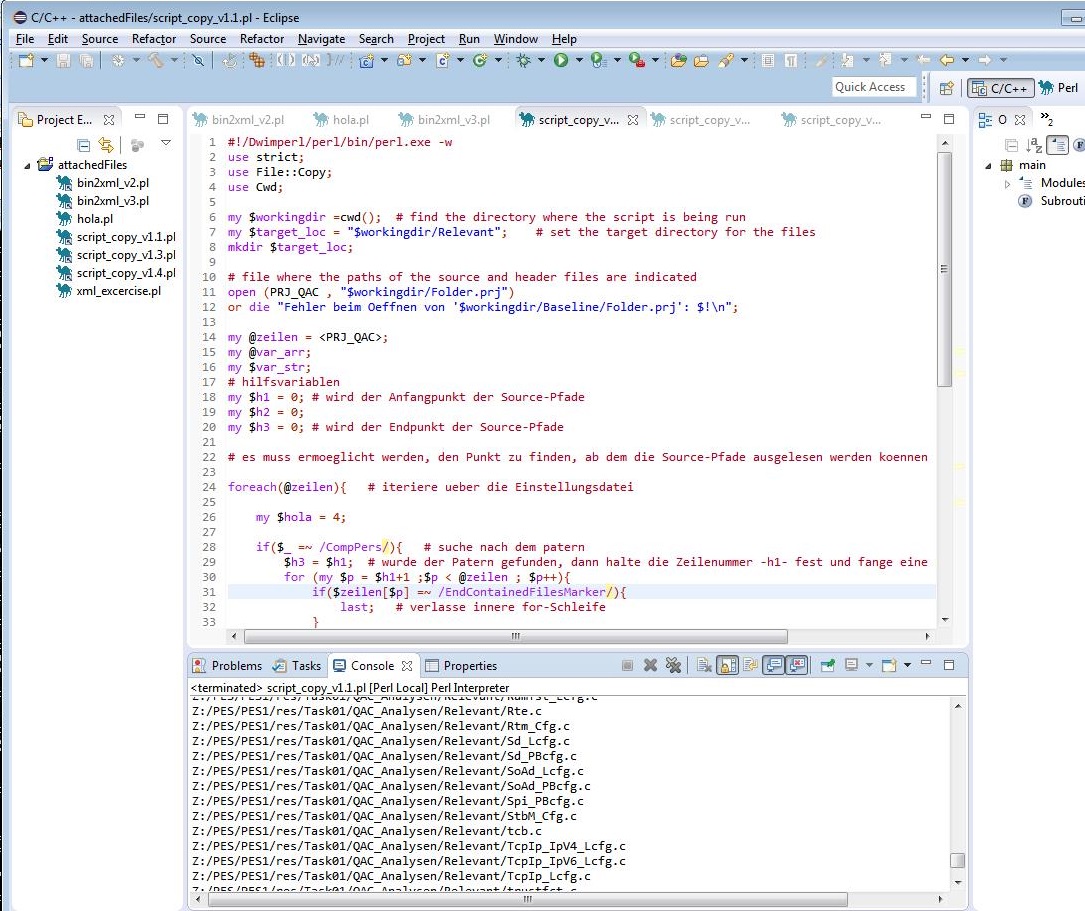 C/C++ - attachedFiles/script_copy_v1.1.pl - Eclipse
File Edit Source Refactor Source Refactor Navigate Search Project Run Window Help
Quick Access C/C++ Perl
Project E...
attachedFiles
bin2xml_v2.pl
bin2xml_v3.pl
hola.pl
script_copy_v1.1.pl
script_copy_v1.3.pl
script_copy_v1.4.pl
xml_excercise.pl
bin2xml_v2.pl hola.pl bin2xml_v3.pl script_copy_v... script_copy_v... script_copy_v...
1 #!/Dwimperl/perl/bin/perl.exe -w
2 use strict;
3 use File::Copy;
4 use Cwd;
5
6 my $workingdir =cwd();  # find the directory where the script is being run
7 my $target_loc = "$workingdir/Relevant";    # set the target directory for the files
8 mkdir $target_loc;
9
10 # file where the paths of the source and header files are indicated
11 open (PRJ_QAC , "$workingdir/Folder.prj")
12 or die "Fehler beim Oeffnen von '$workingdir/Baseline/Folder.prj': $!\n";
13
14 my @zeilen = <PRJ_QAC>;
15 my @var_arr;
16 my $var_str;
17 # hilfsvariablen
18 my $h1 = 0; # wird der Anfangpunkt der Source-Pfade
19 my $h2 = 0;
20 my $h3 = 0; # wird der Endpunkt der Source-Pfade
21
22 # es muss ermoeglicht werden, den Punkt zu finden, ab dem die Source-Pfade ausgelesen werden koennen
23
24 foreach(@zeilen){   # iteriere ueber die Einstellungsdatei
25
26     my $hola = 4;
27
28     if($_ =~ /CompPers/){   # suche nach dem patern
29         $h3 = $h1;  # wurde der Patern gefunden, dann halte die Zeilenummer -h1- fest und fange eine
30         for (my $p = $h1+1 ;$p < @zeilen ; $p++){
31             if($zeilen[$p] =~ /EndContainedFilesMarker/){
32                 last;   # verlasse innere for-Schleife
33             }
O
2
main
Modules
Subrouti
Problems Tasks Console Properties
<terminated> script_copy_v1.1.pl [Perl Local] Perl Interpreter
Z:/PES/PES1/res/Task01/QAC_Analysen/Relevant/Rte.c
Z:/PES/PES1/res/Task01/QAC_Analysen/Relevant/Rtm_Cfg.c
Z:/PES/PES1/res/Task01/QAC_Analysen/Relevant/Sd_Lcfg.c
Z:/PES/PES1/res/Task01/QAC_Analysen/Relevant/Sd_PBcfg.c
Z:/PES/PES1/res/Task01/QAC_Analysen/Relevant/SoAd_Lcfg.c
Z:/PES/PES1/res/Task01/QAC_Analysen/Relevant/SoAd_PBcfg.c
Z:/PES/PES1/res/Task01/QAC_Analysen/Relevant/Spi_PBcfg.c
Z:/PES/PES1/res/Task01/QAC_Analysen/Relevant/StbM_Cfg.c
Z:/PES/PES1/res/Task01/QAC_Analysen/Relevant/tcb.c
Z:/PES/PES1/res/Task01/QAC_Analysen/Relevant/TcpIp_IpV4_Lcfg.c
Z:/PES/PES1/res/Task01/QAC_Analysen/Relevant/TcpIp_IpV6_Lcfg.c
Z:/PES/PES1/res/Task01/QAC_Analysen/Relevant/TcpIp_Lcfg.c